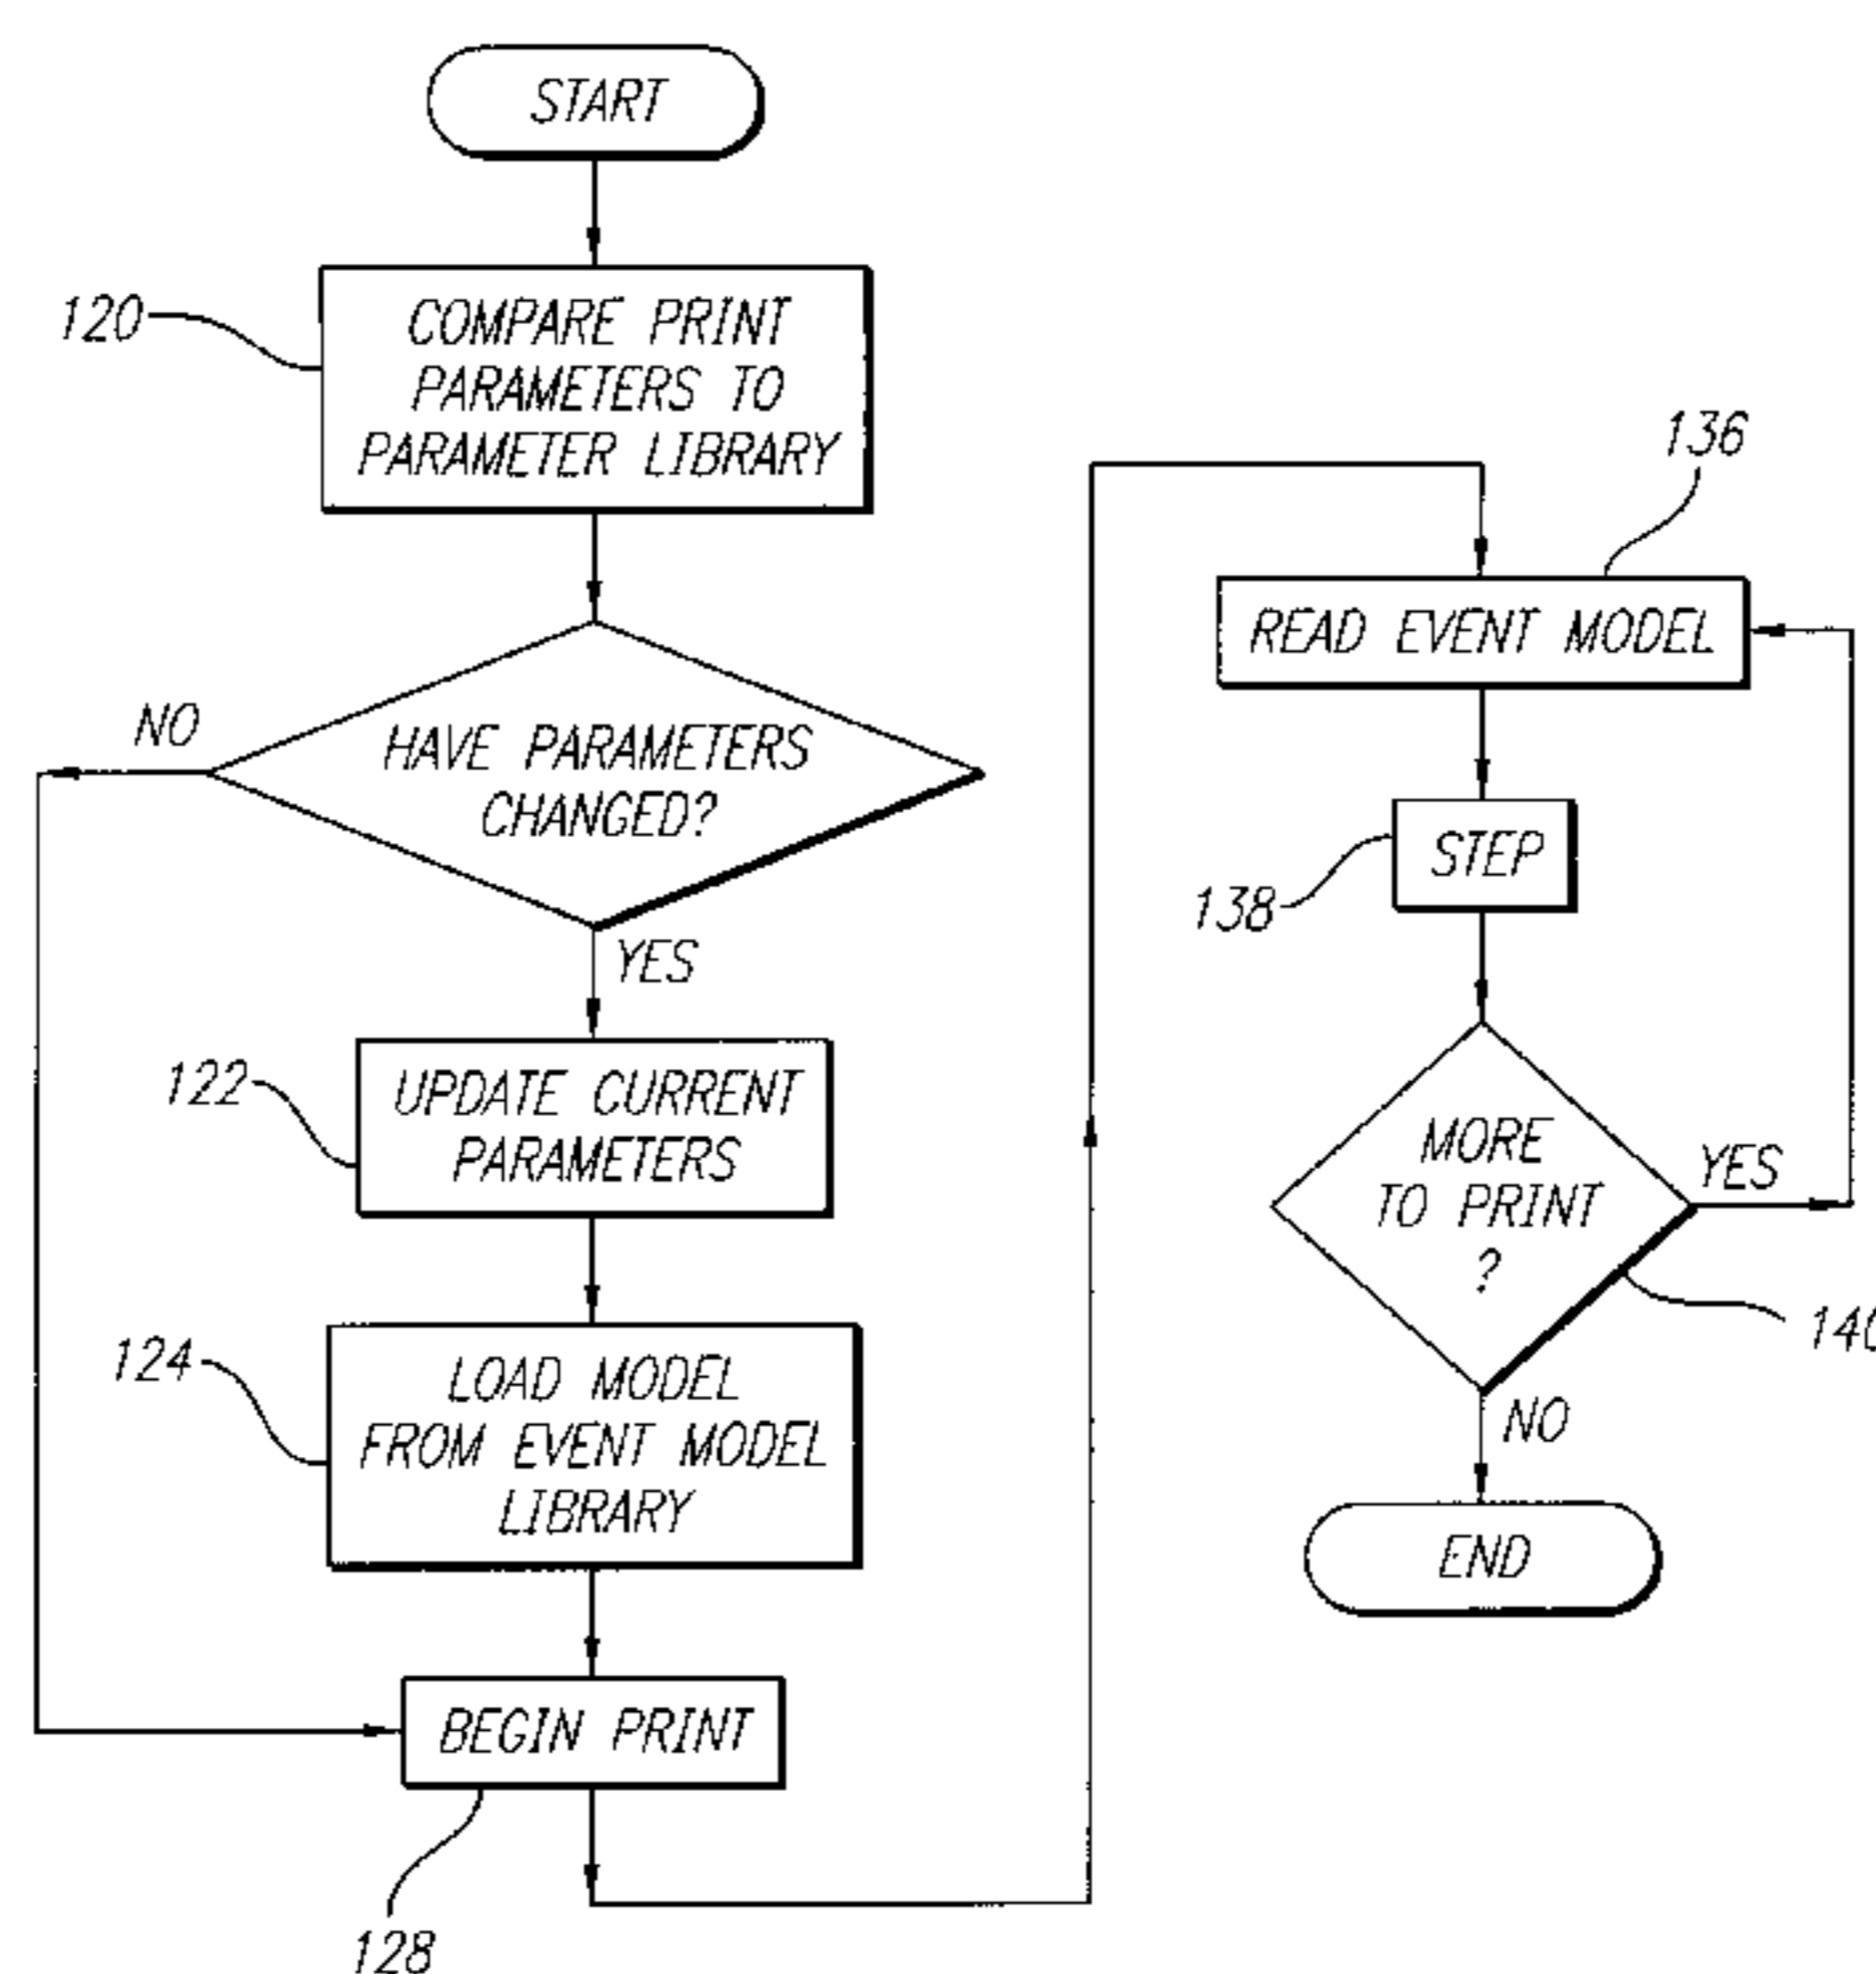 START
120
COMPARE PRINT
PARAMETERS TO
PARAMETER LIBRARY
NO
HAVE PARAMETERS
CHANGED?
YES
122
UPDATE CURRENT
PARAMETERS
124
LOAD MODEL
FROM EVENT MODEL
LIBRARY
BEGIN PRINT
128
136
READ EVENT MODEL
STEP
138
MORE
TO PRINT
?
YES
140
NO
END